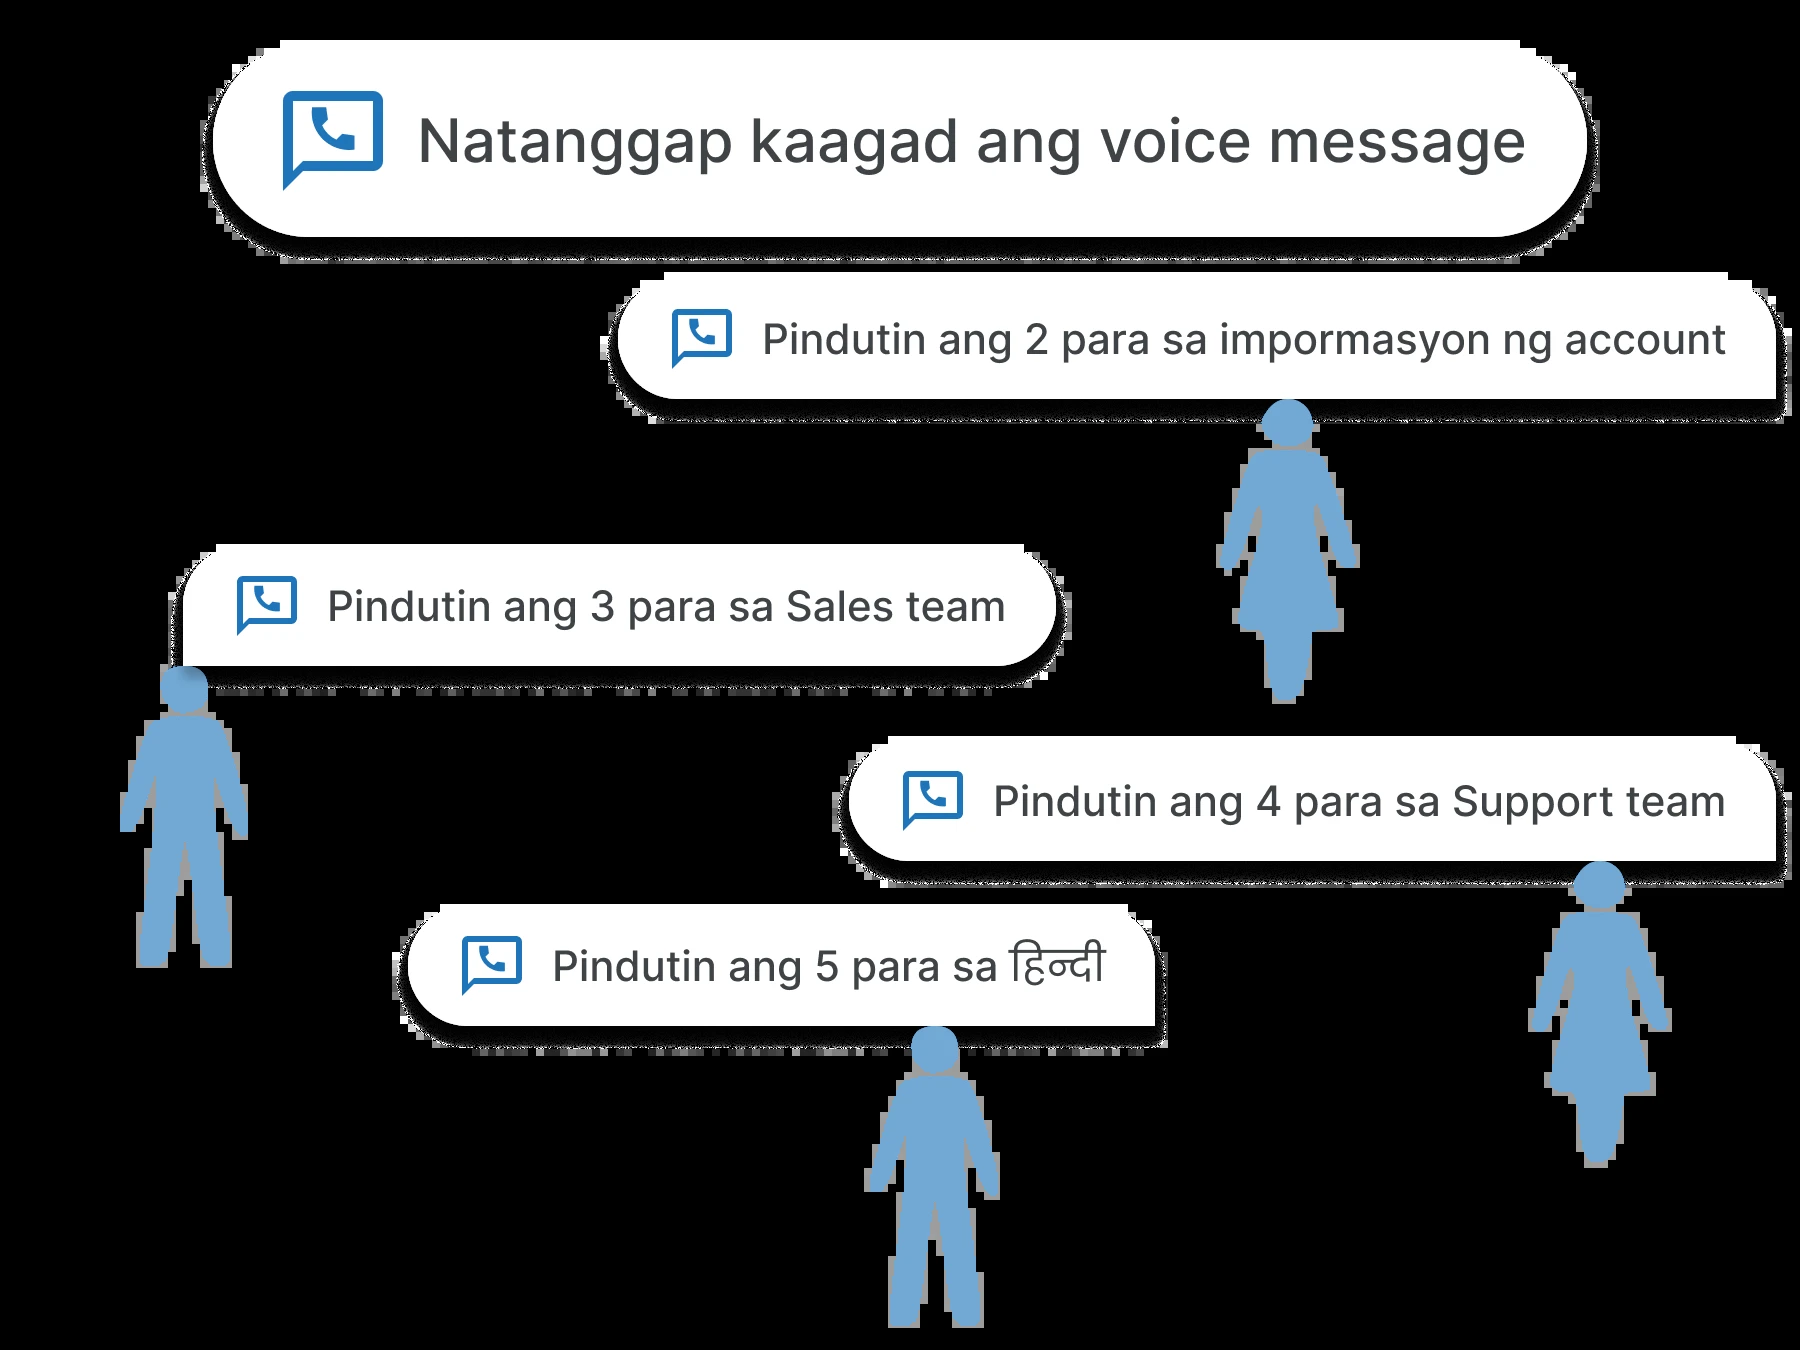 Natanggap kaagad ang voice message
Pindutin ang 2 para sa impormasyon ng account
Pindutin ang 3 para sa Sales team
Pindutin ang 4 para sa Support team
Pindutin ang 5 para sa हिन्दी